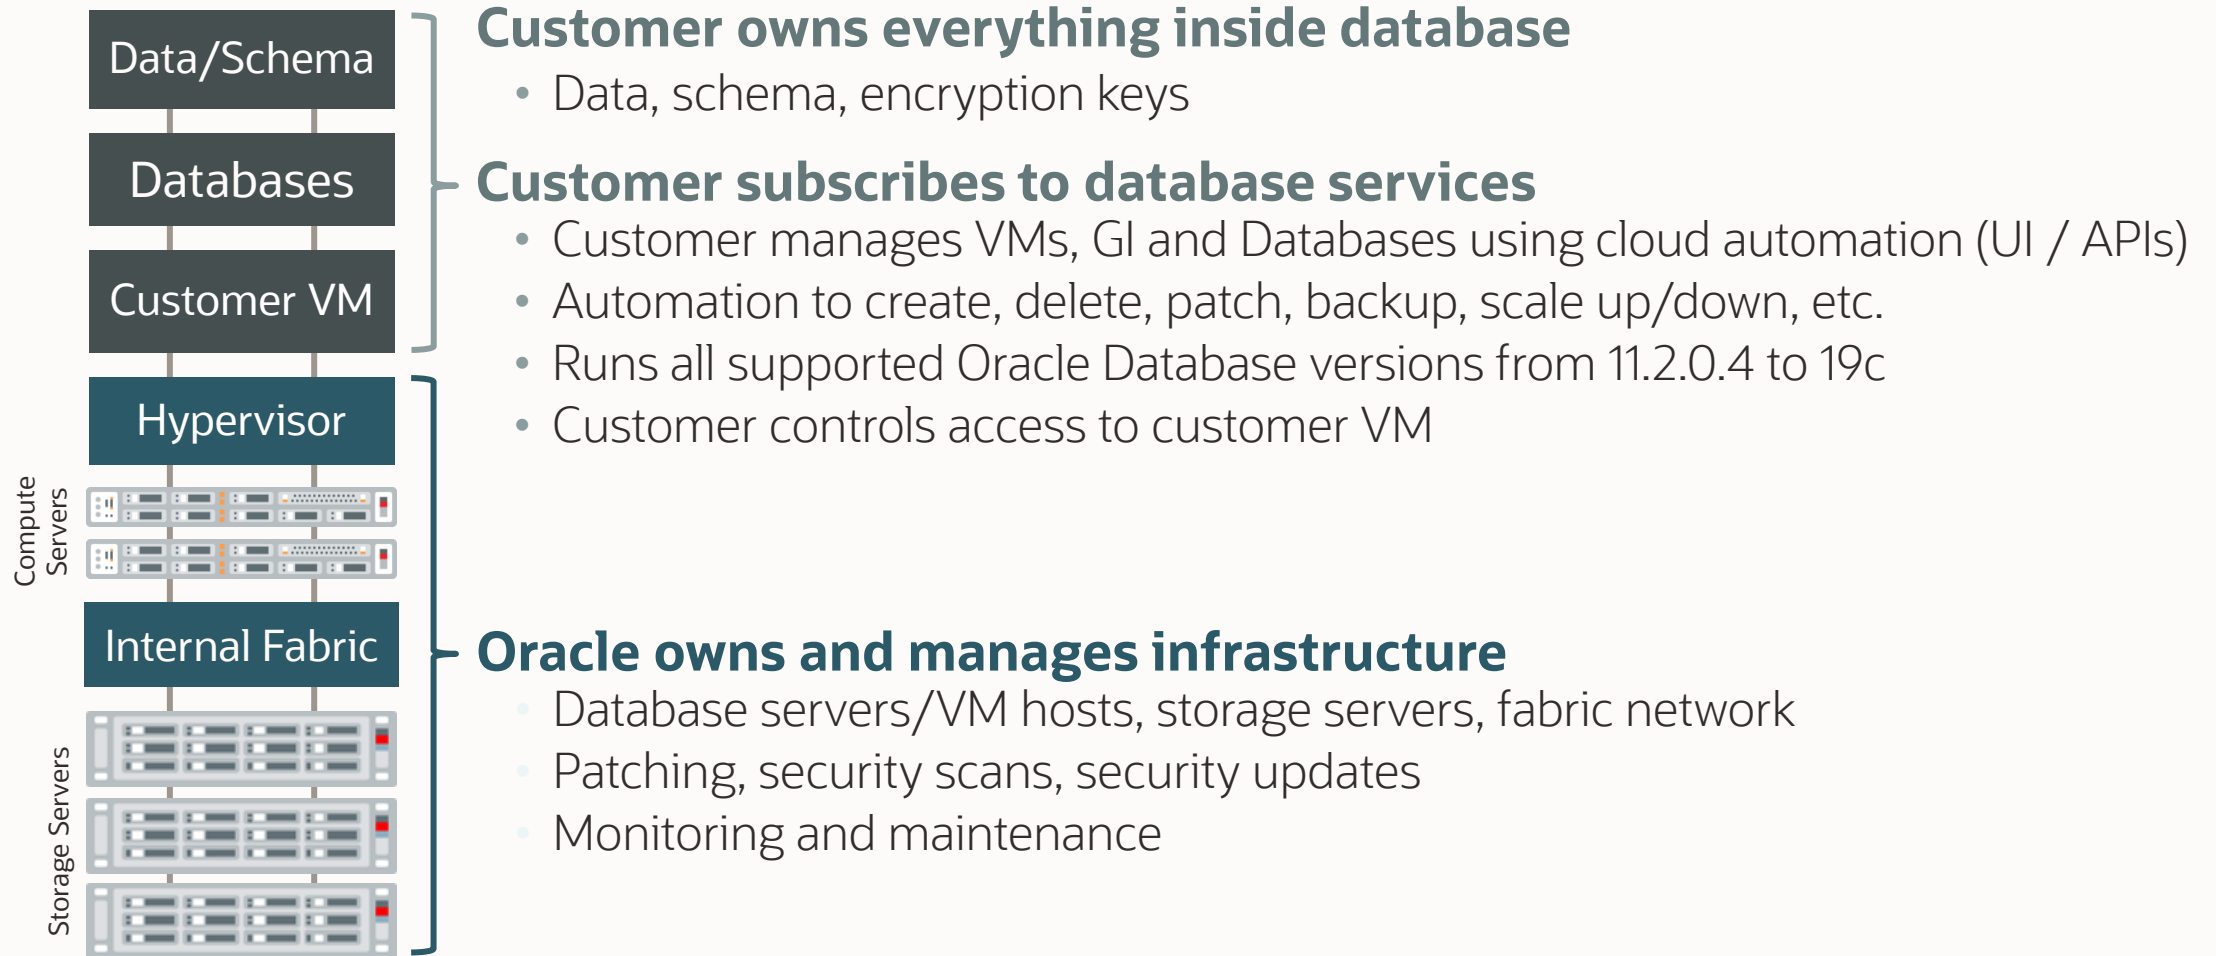 Data/Schema
Databases
Customer VM
Hypervisor
Compute
Servers
Internal Fabric
Storage Servers
Customer owns everything inside database
• Data, schema, encryption keys
Customer subscribes to database services
• Customer manages VMs, GI and Databases using cloud automation (UI / APIs)
• Automation to create, delete, patch, backup, scale up/down, etc.
• Runs all supported Oracle Database versions from 11.2.0.4 to 19c
• Customer controls access to customer VM
Oracle owns and manages infrastructure
• Database servers/VM hosts, storage servers, fabric network
• Patching, security scans, security updates
• Monitoring and maintenance